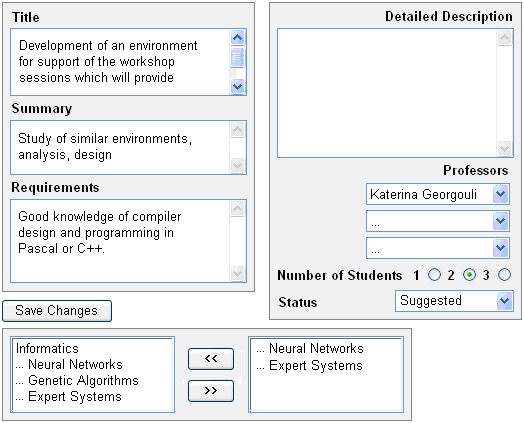 Title
Development of an environment
for support of the workshop
sessions which will provide
Summary
Study of similar environments,
analysis, design
Requirements
Good knowledge of compiler
design and programming in
Pascal or C++.
Save Changes
Detailed Description
Professors
Katerina Georgouli
...
...
Number of Students 1 2 3
Status Suggested
Informatics
... Neural Networks
... Genetic Algorithms
... Expert Systems
<<
>>
... Neural Networks
... Expert Systems